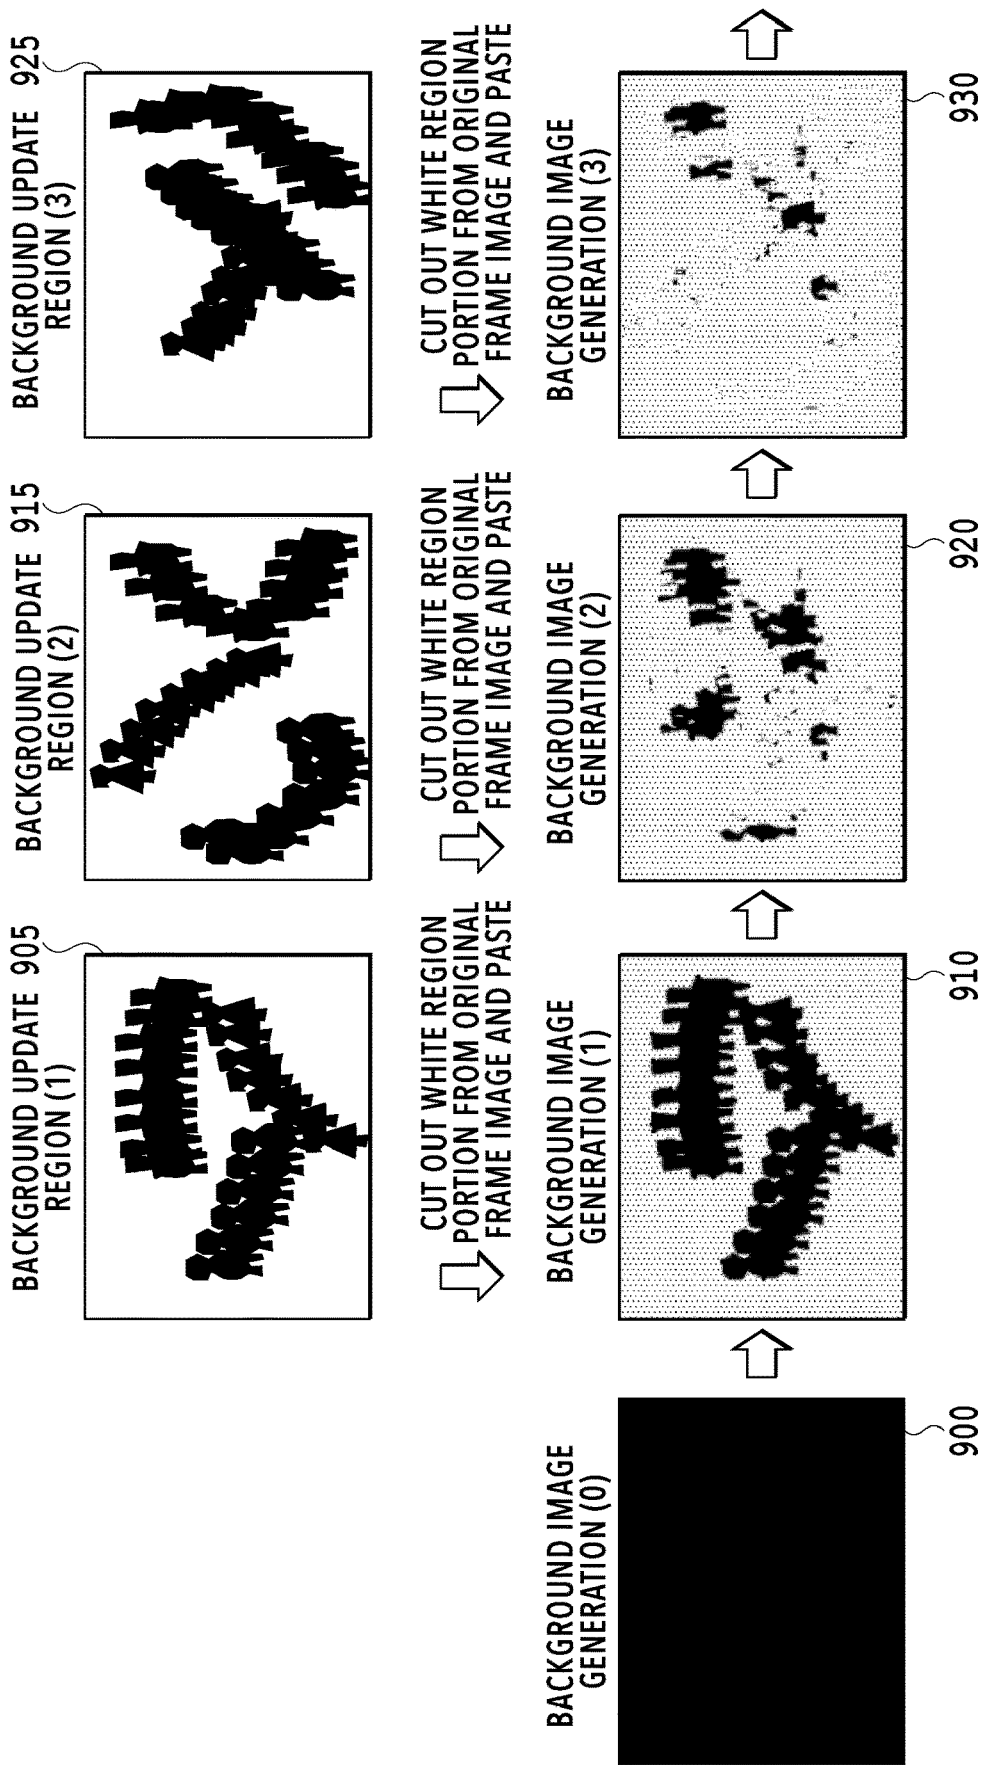 BACKGROUND UPDATE
REGION (1)
905
BACKGROUND UPDATE
REGION (2)
915
BACKGROUND UPDATE
REGION (3)
925
CUT OUT WHITE REGION
PORTION FROM ORIGINAL
FRAME IMAGE AND PASTE
CUT OUT WHITE REGION
PORTION FROM ORIGINAL
FRAME IMAGE AND PASTE
CUT OUT WHITE REGION
PORTION FROM ORIGINAL
FRAME IMAGE AND PASTE
BACKGROUND IMAGE
GENERATION (0)
BACKGROUND IMAGE
GENERATION (1)
BACKGROUND IMAGE
GENERATION (2)
BACKGROUND IMAGE
GENERATION (3)
900
910
920
930